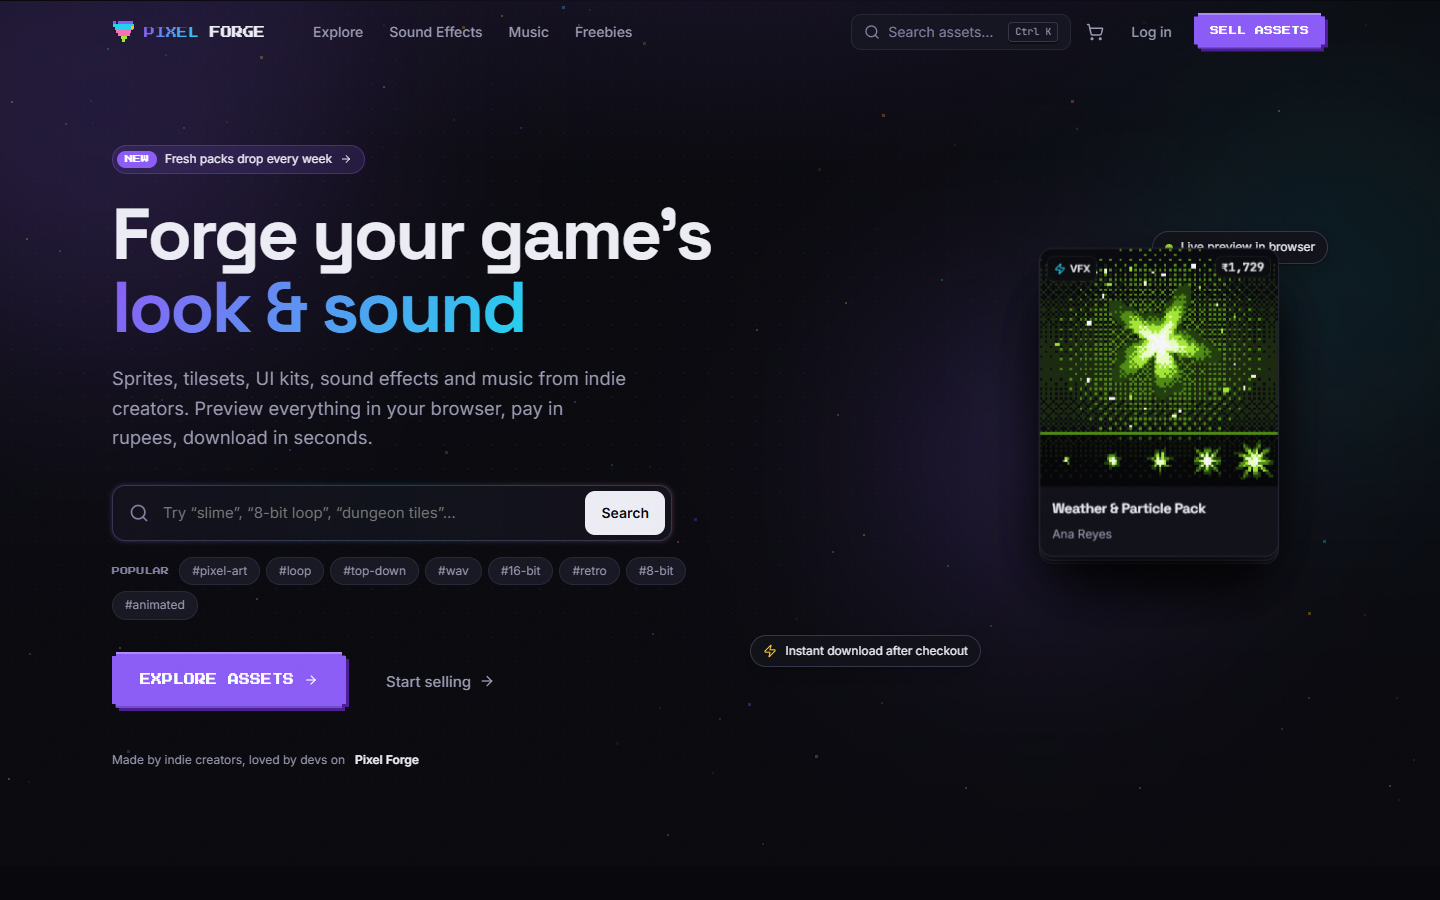 PIXEL FORGE
Explore
Sound Effects
Music
Freebies
Search assets...
Ctrl K
Log in
SELL ASSETS
NEW Fresh packs drop every week →
Forge your game’s
look & sound
Sprites, tilesets, UI kits, sound effects and music from indie
creators. Preview everything in your browser, pay in
rupees, download in seconds.
Try “slime”, “8-bit loop”, “dungeon tiles”...
Search
POPULAR
#pixel-art
#loop
#top-down
#wav
#16-bit
#retro
#8-bit
#animated
EXPLORE ASSETS →
Start selling →
Made by indie creators, loved by devs on Pixel Forge
Live preview in browser
VFX
₹1,729
Weather & Particle Pack
Ana Reyes
Instant download after checkout